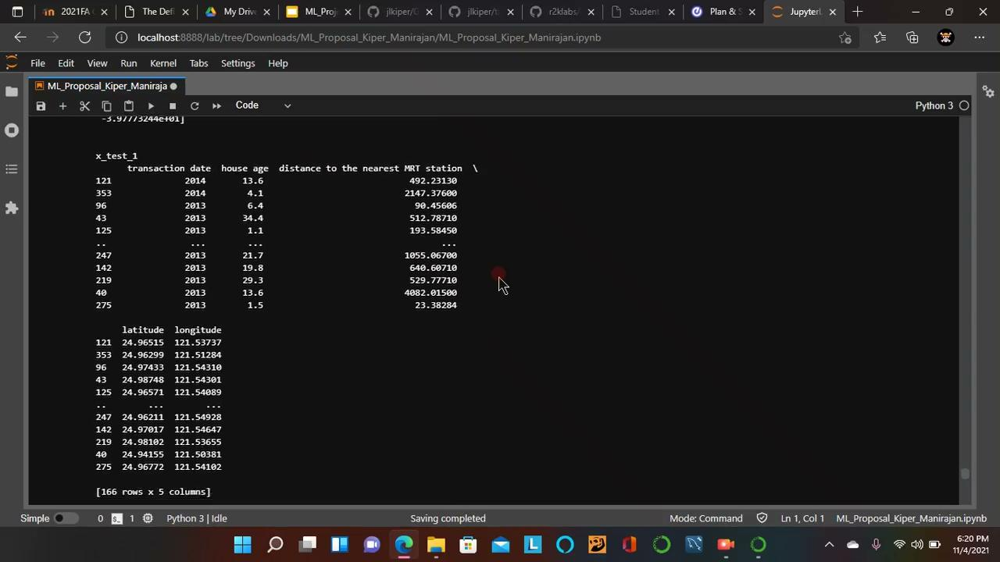 2021FA C
The Defi
My Drive
ML_Proj
jlkiper/G
jlkiper/t
r2klabs/
Student
Plan & S
JupyterL
localhost:8888/lab/tree/Downloads/ML_Proposal_Kiper_Manirajan/ML_Proposal_Kiper_Manirajan.ipynb
File Edit View Run Kernel Tabs Settings Help
ML_Proposal_Kiper_Maniraja
Code
Python 3
-3.97773244e+01]
x_test_1
transaction date house age distance to the nearest MRT station \
121 2014 13.6 492.23130
353 2014 4.1 2147.37600
96 2013 6.4 90.45606
43 2013 34.4 512.78710
125 2013 1.1 193.58450
.. ... ... ...
247 2013 21.7 1055.06700
142 2013 19.8 640.60710
219 2013 29.3 529.77710
40 2013 13.6 4082.01500
275 2013 1.5 23.38284
latitude longitude
121 24.96515 121.53737
353 24.96299 121.51284
96 24.97433 121.54310
43 24.98748 121.54301
125 24.96571 121.54089
.. ... ...
247 24.96211 121.54928
142 24.97017 121.54647
219 24.98102 121.53655
40 24.94155 121.50381
275 24.96772 121.54102
[166 rows x 5 columns]
Simple 0 1 Python 3 | Idle Saving completed Mode: Command Ln 1, Col 1 ML_Proposal_Kiper_Manirajan.ipynb
6:20 PM
11/4/2021